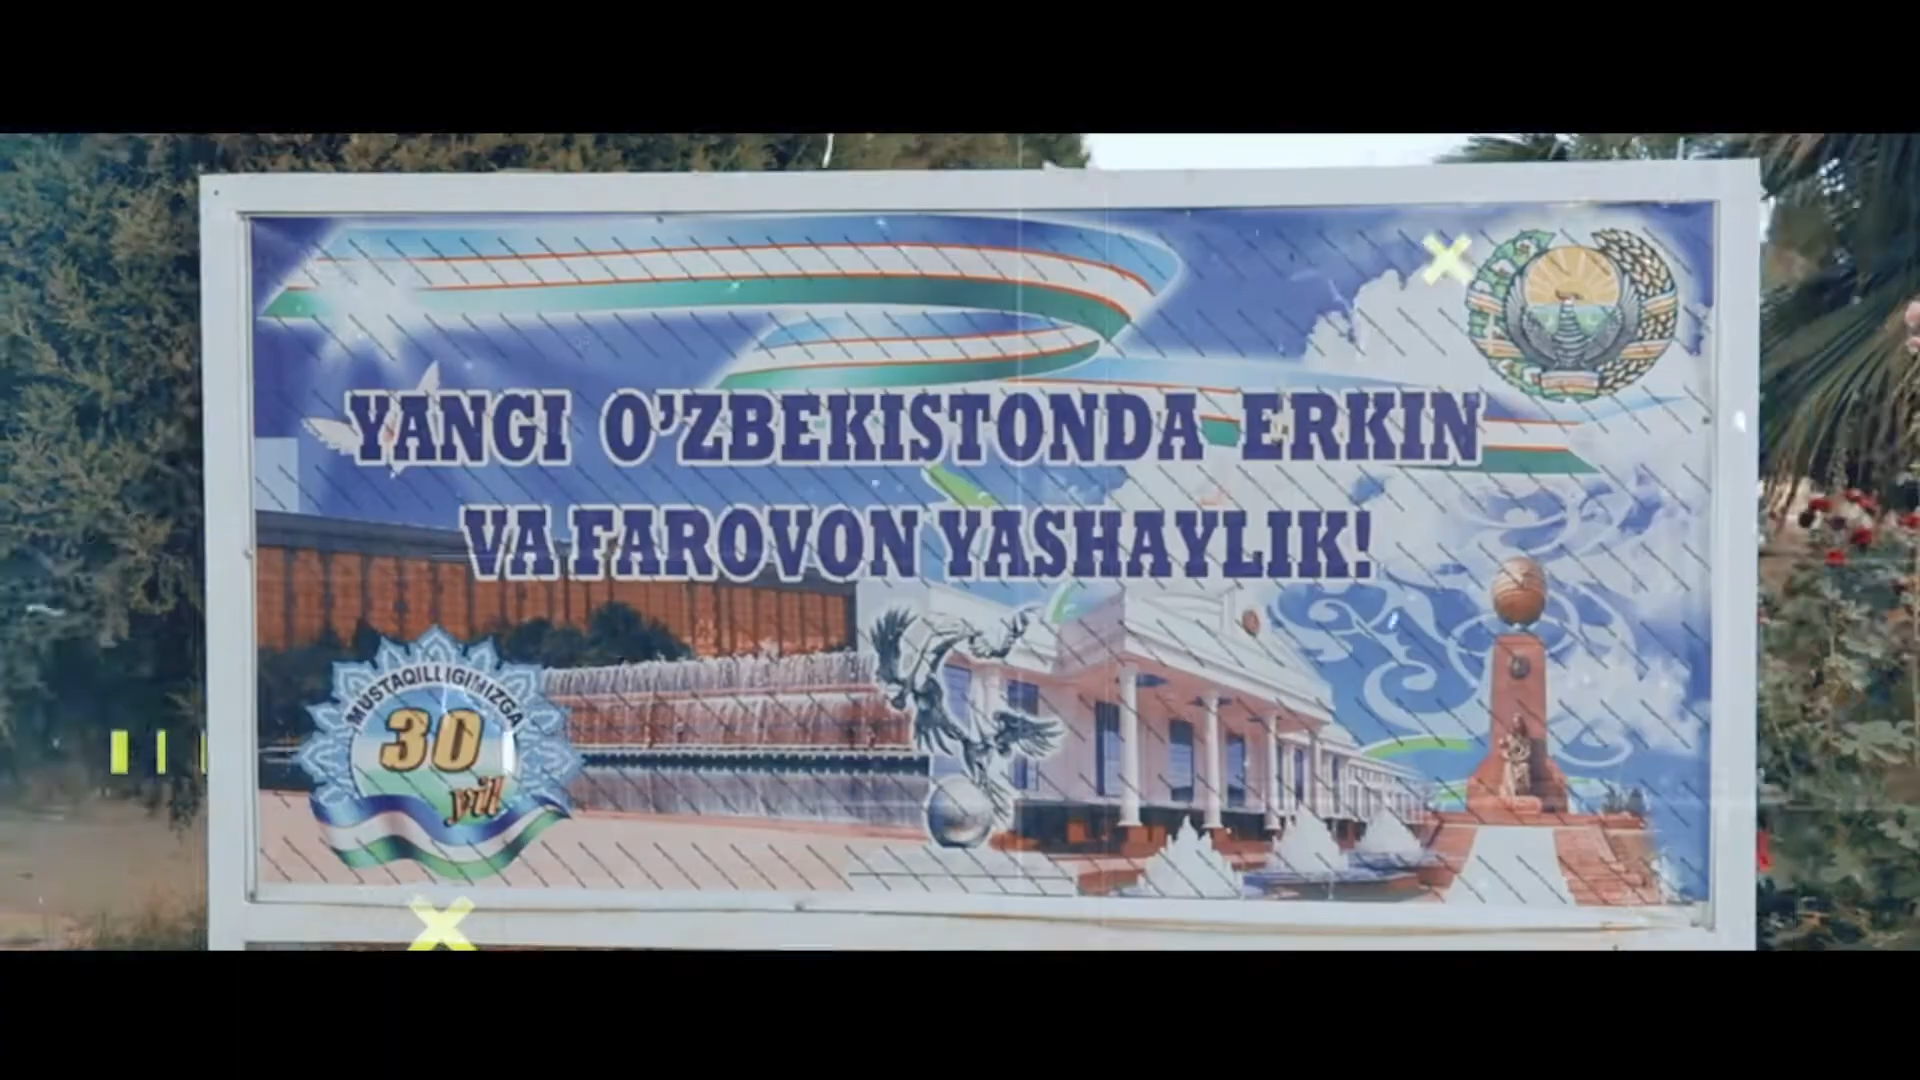 YANGI O'ZBEKISTONDA ERKIN
VA FAROVON YASHAYLIK!
MUSTAQILLIGIMIZGA
30
yil